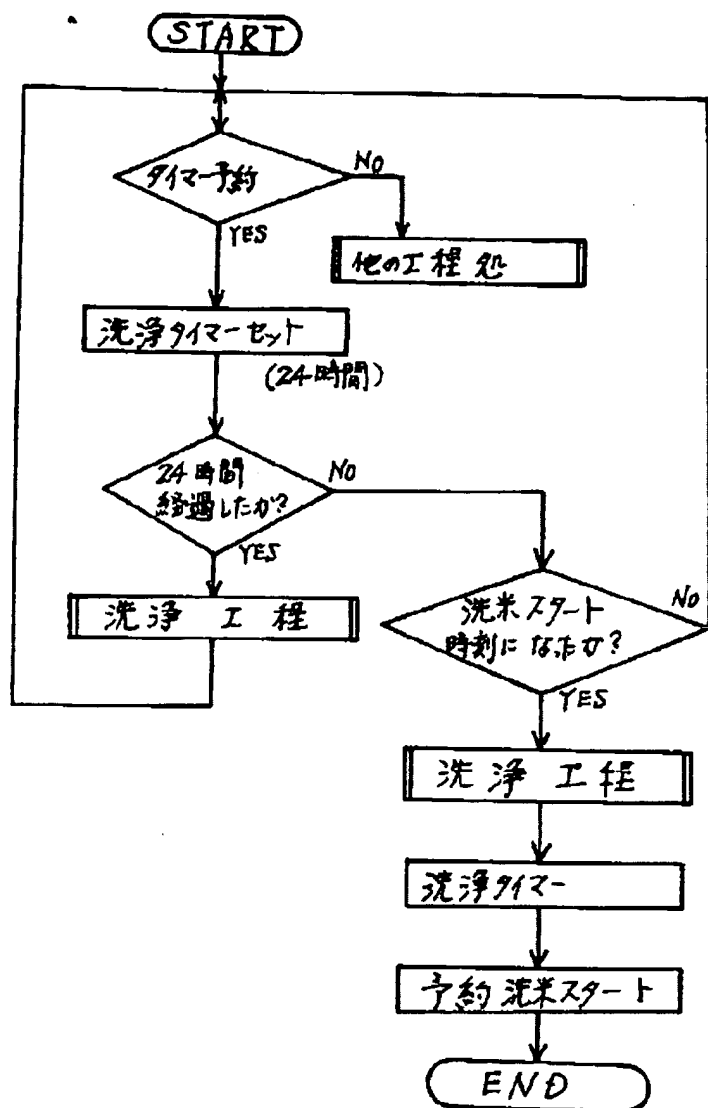 START
タイマー予約
NO
YES
他の工程処
洗浄タイマーセット
(24時間)
24時間
経過したか?
NO
YES
洗浄工程
洗米スタート
時刻になったか?
NO
YES
洗浄工程
洗浄タイマー
予約洗米スタート
END